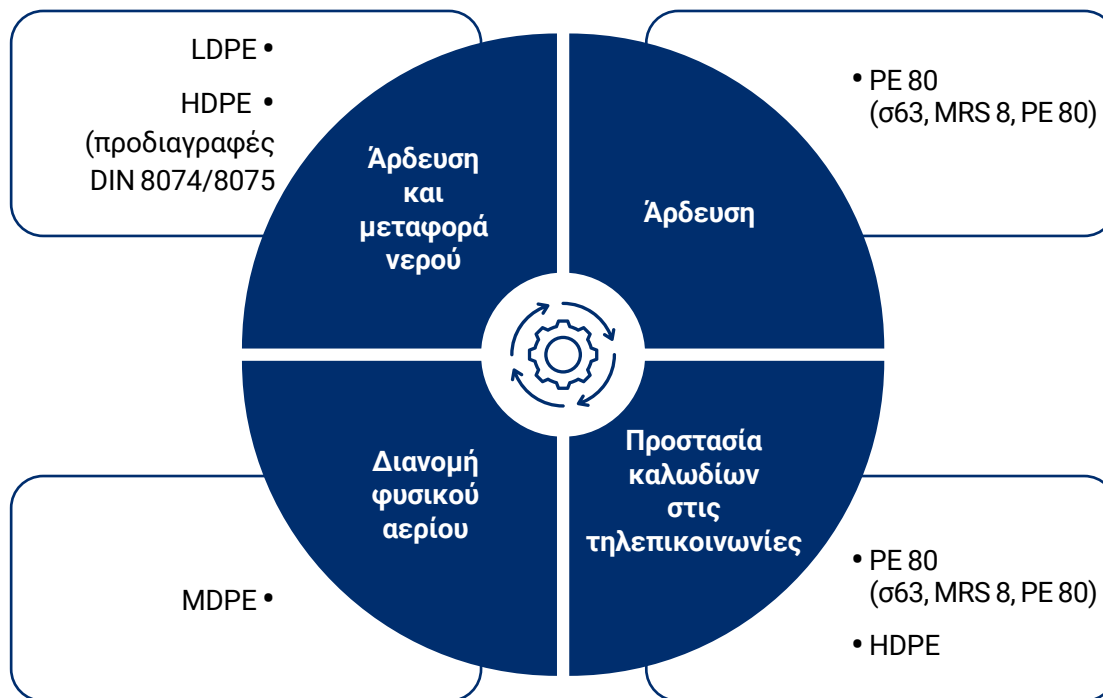 LDPE •
HDPE •
(προδιαγραφές
DIN 8074/8075
Άρδευση
και
μεταφορά
νερού
Άρδευση
• PE 80
(σ63, MRS 8, PE 80)
MDPE •
Διανομή
φυσικού
αερίου
Προστασία
καλωδίων
στις
τηλεπικοινωνίες
• PE 80
(σ63, MRS 8, PE 80)
• HDPE